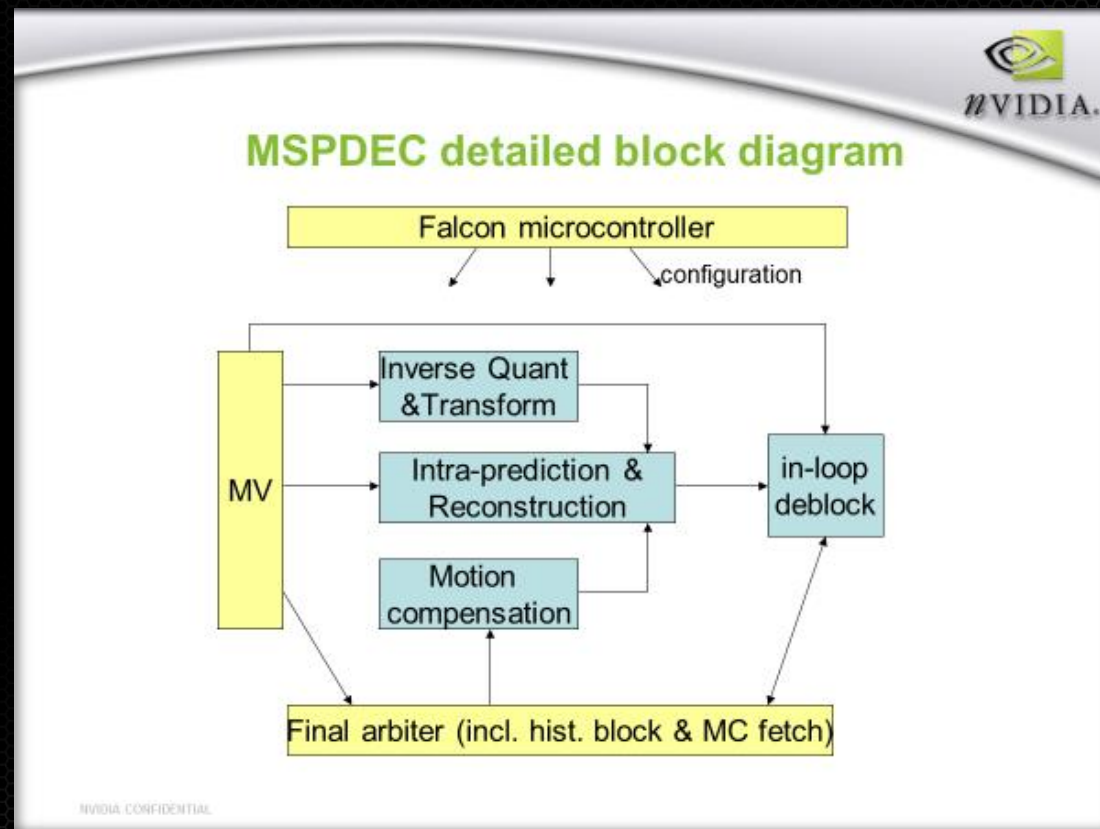 nVIDIA.
MSPDEC detailed block diagram
Falcon microcontroller
configuration
Inverse Quant
&Transform
MV
Intra-prediction &
Reconstruction
in-loop
deblock
Motion
compensation
Final arbiter (incl. hist. block & MC fetch)
NVIDIA CONFIDENTIAL